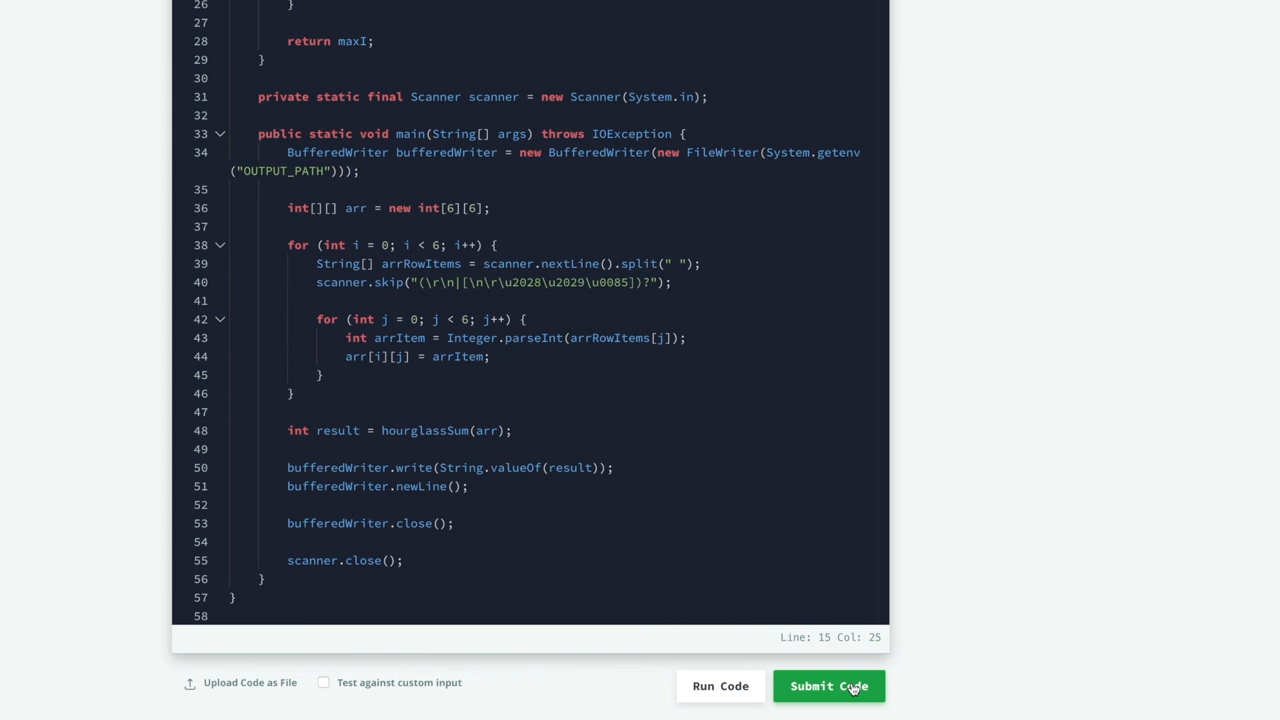 26 }
27
28 return maxI;
29 }
30
31 private static final Scanner scanner = new Scanner(System.in);
32
33 public static void main(String[] args) throws IOException {
34 BufferedWriter bufferedWriter = new BufferedWriter(new FileWriter(System.getenv
("OUTPUT_PATH")));
35
36 int[][] arr = new int[6][6];
37
38 for (int i = 0; i < 6; i++) {
39 String[] arrRowItems = scanner.nextLine().split(" ");
40 scanner.skip("(\r\n|[\n\r\u2028\u2029\u0085])?");
41
42 for (int j = 0; j < 6; j++) {
43 int arrItem = Integer.parseInt(arrRowItems[j]);
44 arr[i][j] = arrItem;
45 }
46 }
47
48 int result = hourglassSum(arr);
49
50 bufferedWriter.write(String.valueOf(result));
51 bufferedWriter.newLine();
52
53 bufferedWriter.close();
54
55 scanner.close();
56 }
57 }
58
Line: 15 Col: 25
Upload Code as File Test against custom input Run Code Submit Code